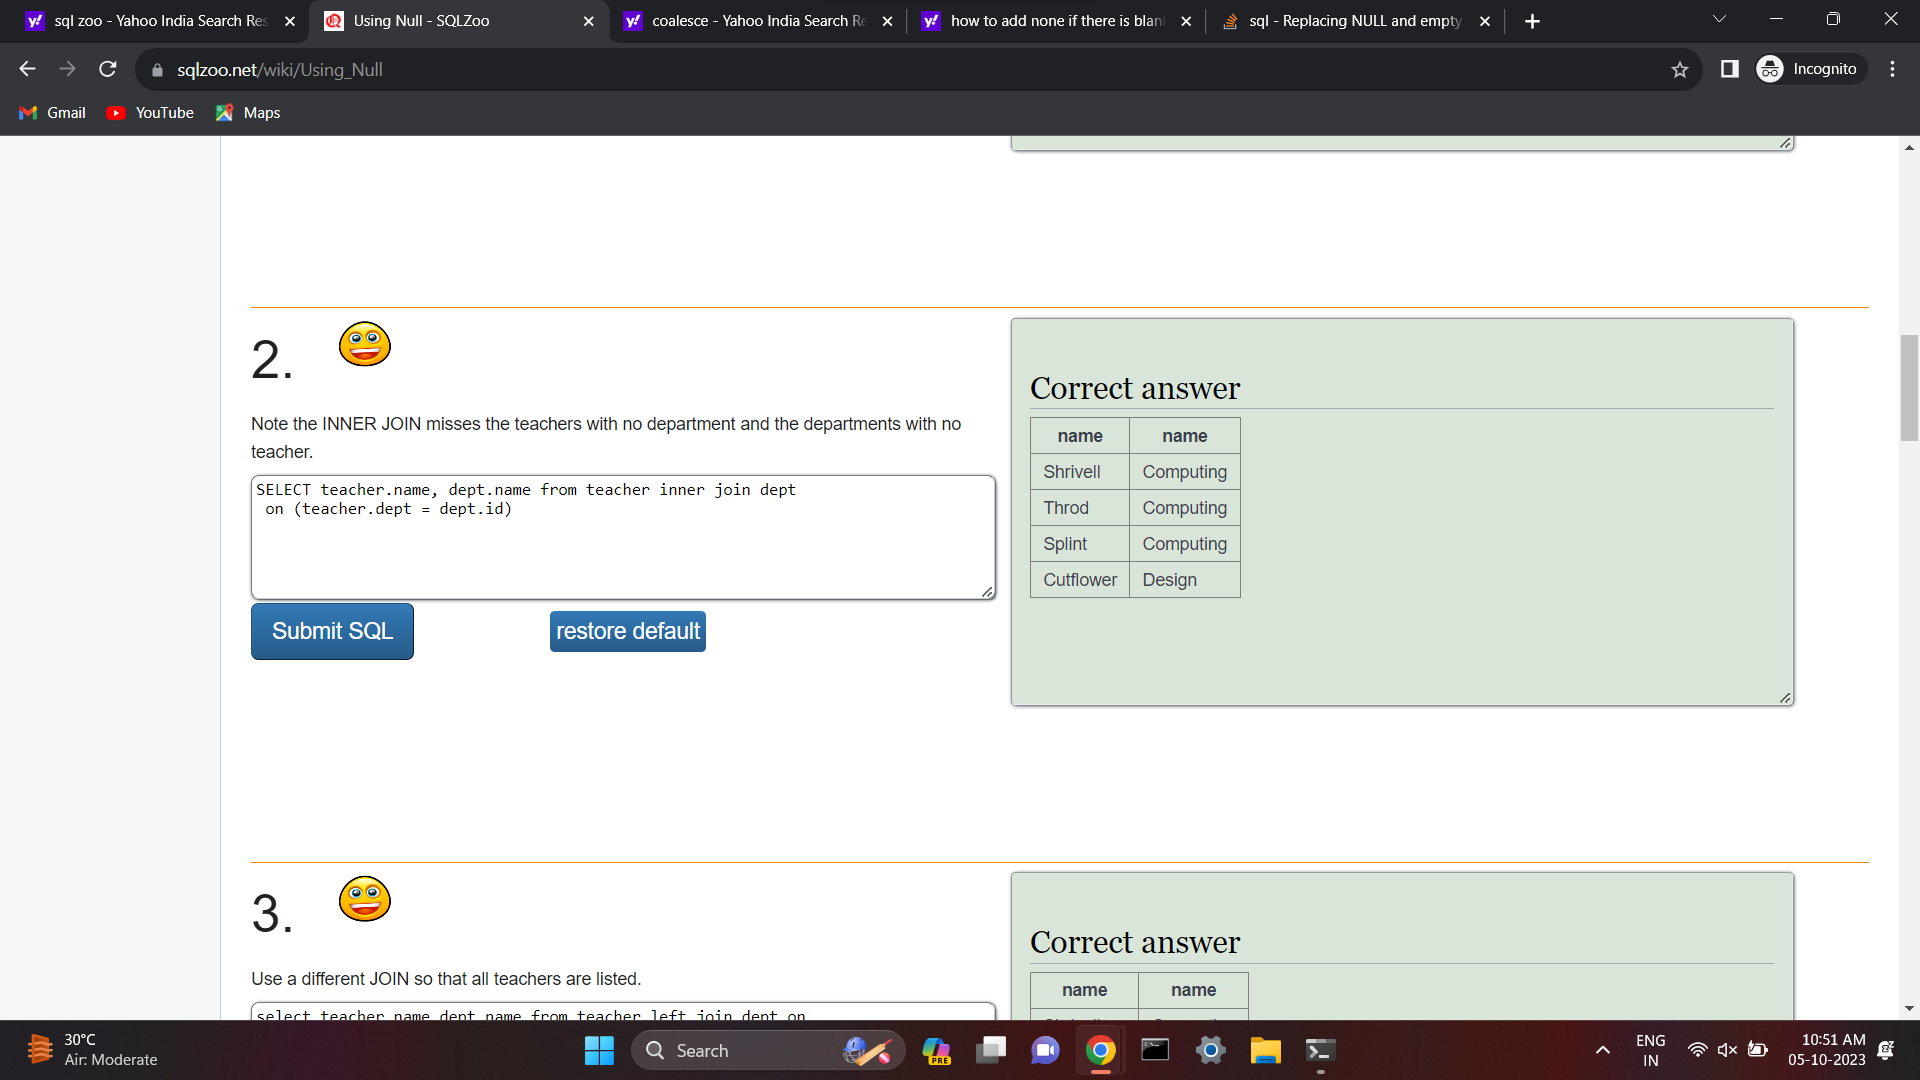 sql zoo - Yahoo India Search Res
Using Null - SQLZoo
coalesce - Yahoo India Search Re
how to add none if there is blan
sql - Replacing NULL and empty
sqlzoo.net/wiki/Using_Null
Incognito
Gmail
YouTube
Maps
2.
Note the INNER JOIN misses the teachers with no department and the departments with no
teacher.
SELECT teacher.name, dept.name from teacher inner join dept
on (teacher.dept = dept.id)
Submit SQL
restore default
Correct answer
name name
Shrivell Computing
Throd Computing
Splint Computing
Cutflower Design
3.
Use a different JOIN so that all teachers are listed.
select teacher.name,dept.name from teacher left join dept on
Correct answer
name name
30°C
Air: Moderate
Search
PRE
ENG
IN
10:51 AM
05-10-2023